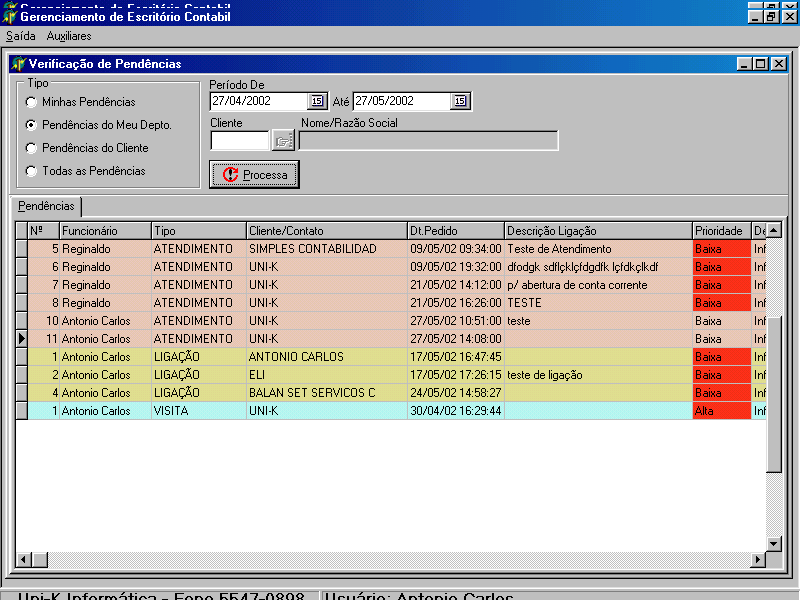 Gerenciamento de Escritório Contabil
Gerenciamento de Escritório Contabil
Saída Auxiliares
Verificação de Pendências
Tipo
Minhas Pendências
Pendências do Meu Depto.
Pendências do Cliente
Todas as Pendências
Período De
27/04/2002 15 Até 27/05/2002 15
Cliente Nome/Razão Social
Processa
Pendências
Nº Funcionário Tipo Cliente/Contato Dt.Pedido Descrição Ligação Prioridade De
5 Reginaldo ATENDIMENTO SIMPLES CONTABILIDAD 09/05/02 09:34:00 Teste de Atendimento Baixa Inf
6 Reginaldo ATENDIMENTO UNI-K 09/05/02 19:32:00 dfodgk sdflçklçfdgdfk lçfdkçlkdf Baixa Inf
7 Reginaldo ATENDIMENTO UNI-K 21/05/02 14:12:00 p/ abertura de conta corrente Baixa Inf
8 Reginaldo ATENDIMENTO UNI-K 21/05/02 16:26:00 TESTE Baixa Inf
10 Antonio Carlos ATENDIMENTO UNI-K 27/05/02 10:51:00 teste Baixa Inf
11 Antonio Carlos ATENDIMENTO UNI-K 27/05/02 14:08:00 Baixa Inf
1 Antonio Carlos LIGAÇÃO ANTONIO CARLOS 17/05/02 16:47:45 Baixa Inf
2 Antonio Carlos LIGAÇÃO ELI 17/05/02 17:26:15 teste de ligação Baixa Inf
4 Antonio Carlos LIGAÇÃO BALAN SET SERVICOS C 24/05/02 14:58:27 Baixa Inf
1 Antonio Carlos VISITA UNI-K 30/04/02 16:29:44 Alta Inf
Uni-K Informática - Fone 5547-0898 Usuário: Antonio Carlos